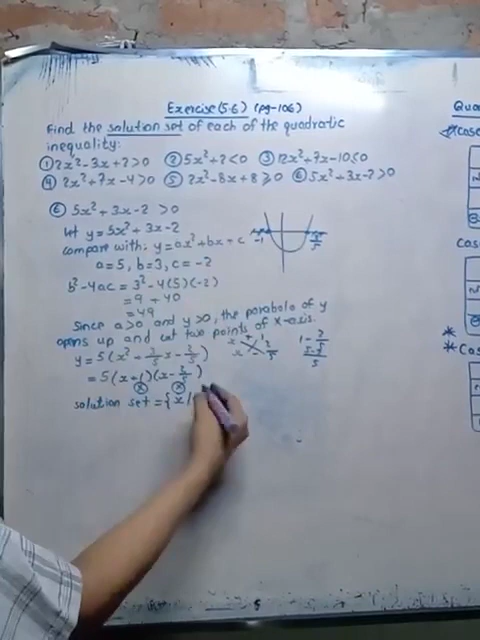 Exercise (5.6) (pg-106)
Find the solution set of each of the quadratic
inequality:
① 2x²-3x+2>0 ② 5x²+2<0 ③ 12x²+7x-10≤0
④ 2x²+7x-4>0 ⑤ 2x²-8x+8≥0 ⑥ 5x²+3x-2>0
⑥ 5x²+3x-2 >0
Let y = 5x²+3x-2
compare with: y=ax²+bx+c
a=5, b=3, c=-2
b²-4ac = 3²-4(5)(-2)
= 9 + 40
= 49
Since a>0 and y>0, the parabola of y
opens up and cut two points of x-axis.
y = 5(x² + 3/5 x - 2/5)
= 5(x+1)(x - 2/5)
solution set = {x/
Qua
Case
Cas
* Cas